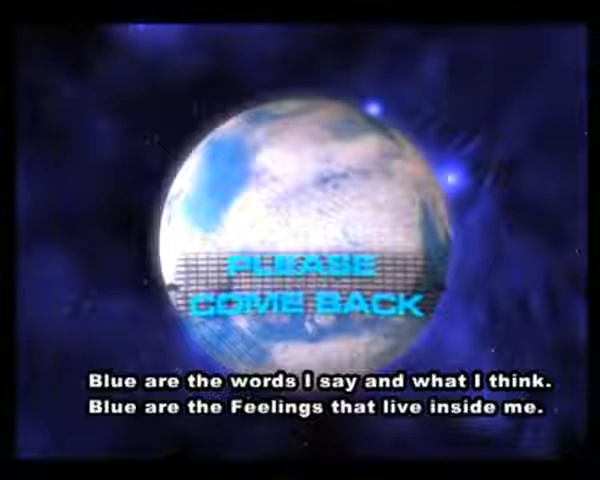 PLEASE
COME BACK
Blue are the words I say and what I think.
Blue are the Feelings that live inside me.